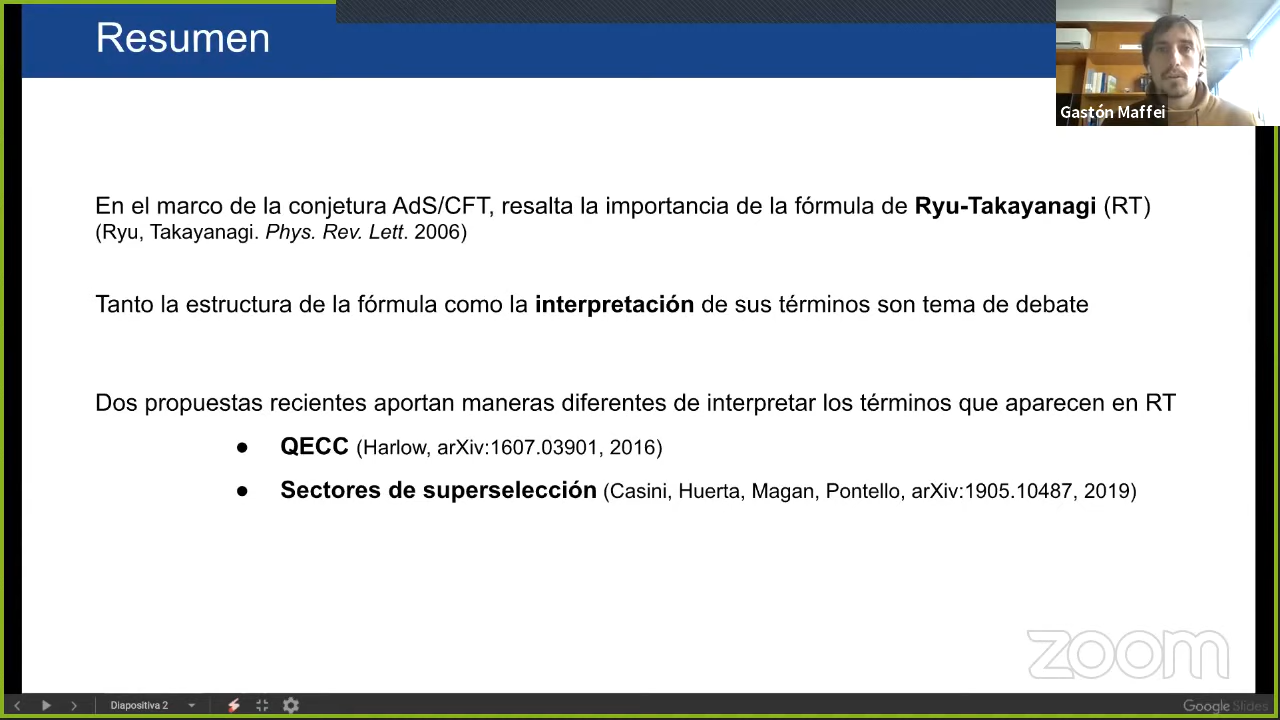 Resumen
Gastón Maffei
En el marco de la conjetura AdS/CFT, resalta la importancia de la fórmula de Ryu-Takayanagi (RT)
(Ryu, Takayanagi. Phys. Rev. Lett. 2006)
Tanto la estructura de la fórmula como la interpretación de sus términos son tema de debate
Dos propuestas recientes aportan maneras diferentes de interpretar los términos que aparecen en RT
● QECC (Harlow, arXiv:1607.03901, 2016)
● Sectores de superselección (Casini, Huerta, Magan, Pontello, arXiv:1905.10487, 2019)
zoom
Diapositiva 2
Google Slides